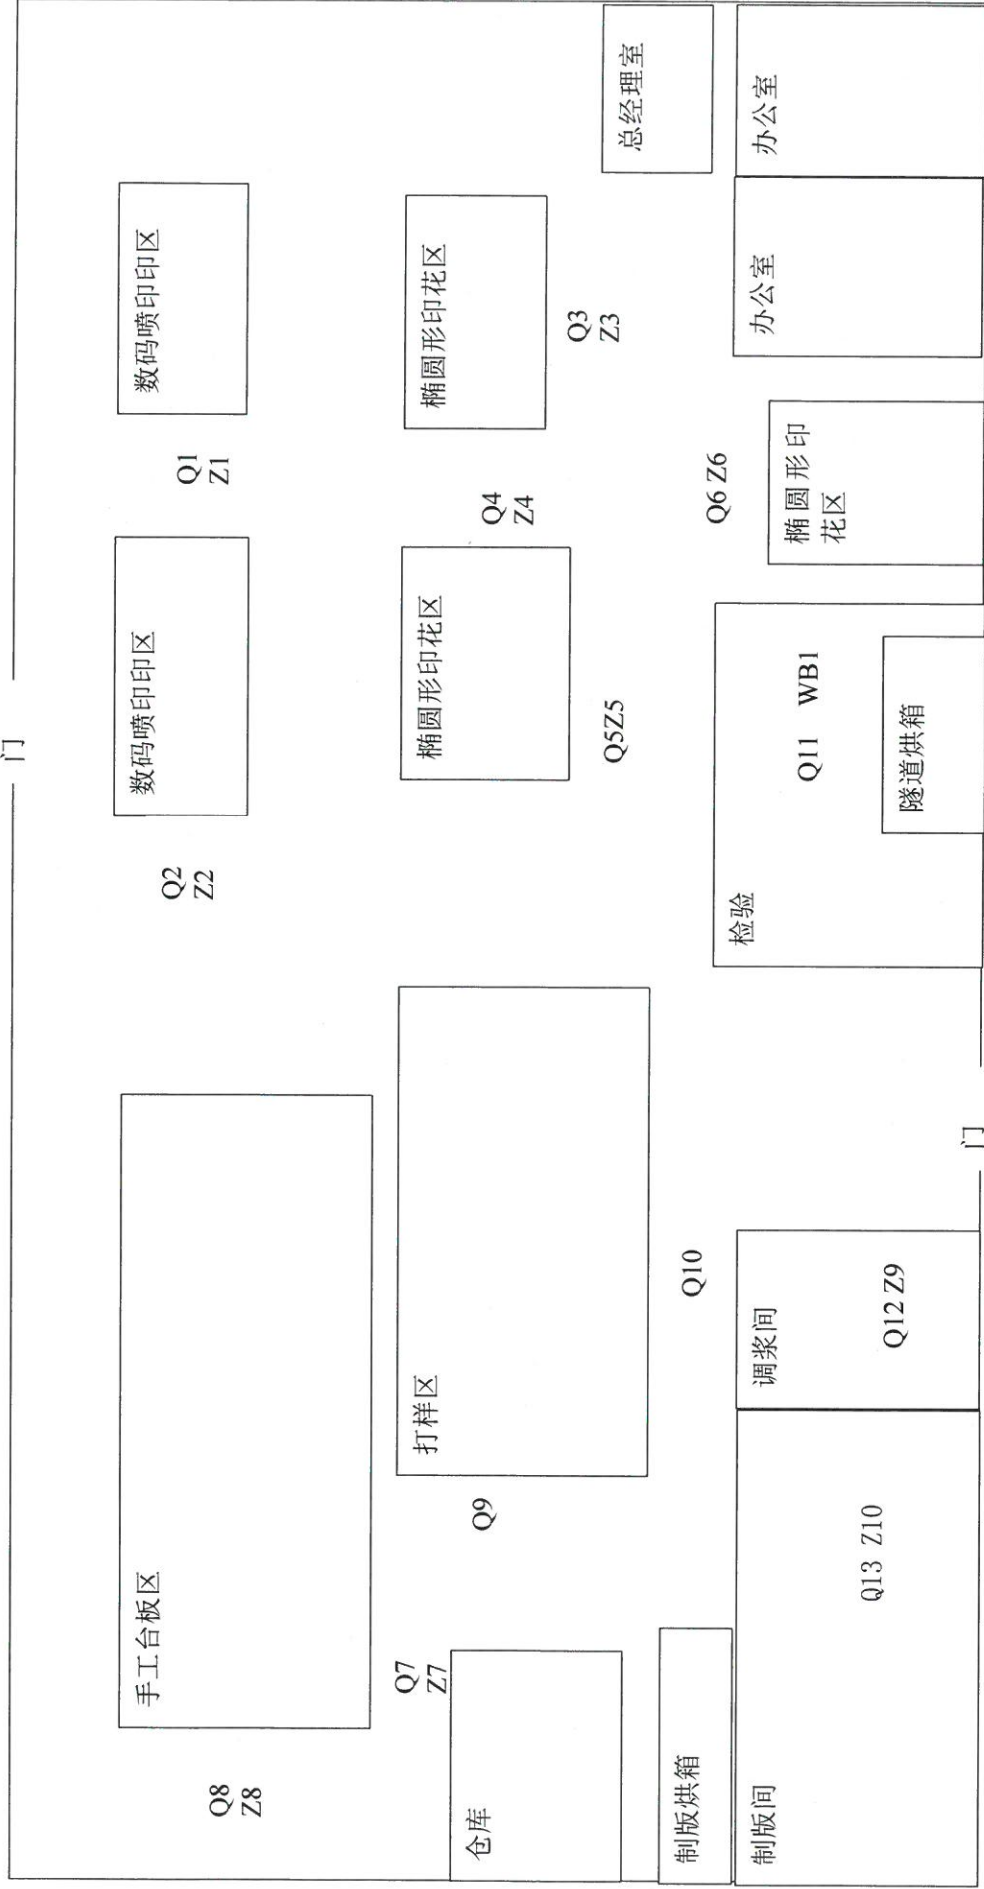 门
手工台板区
数码喷印印区
数码喷印印区
Q8
Z8
Q2
Z2
Q1
Z1
打样区
椭圆形印花区
椭圆形印花区
Q7
Z7
仓库
Q9
Q4
Z4
Q3
Z3
Q5Z5
总经理室
制版烘箱
Q10
Q6 Z6
制版间
调浆间
检验
椭圆形印
花区
办公室
办公室
Q11 WB1
Q13 Z10
Q12 Z9
隧道烘箱
门